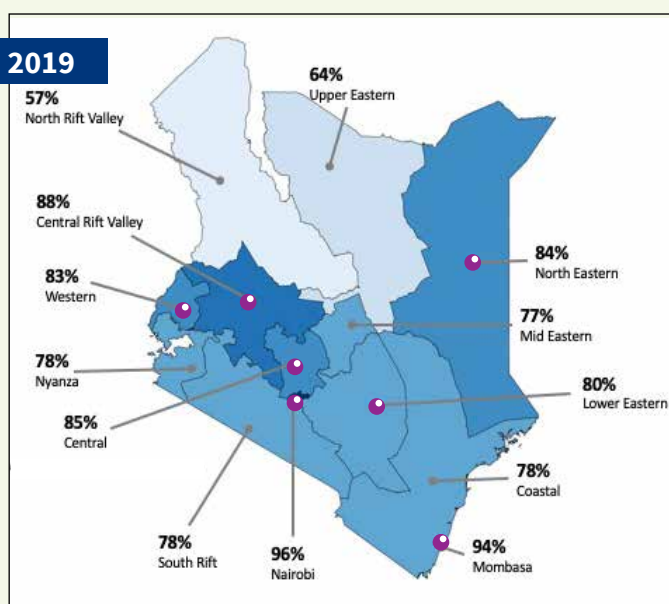 2019
57%
North Rift Valley
64%
Upper Eastern
88%
Central Rift Valley
83%
Western
84%
North Eastern
77%
Mid Eastern
78%
Nyanza
80%
Lower Eastern
85%
Central
78%
Coastal
78%
South Rift
96%
Nairobi
94%
Mombasa